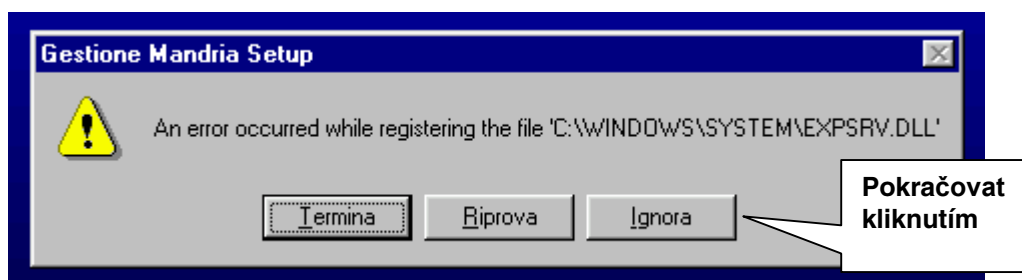 Gestione Mandria Setup
An error occurred while registering the file 'C:\WINDOWS\SYSTEM\EXPSRV.DLL'
Termina Riprova Ignora
Pokračovat
kliknutím